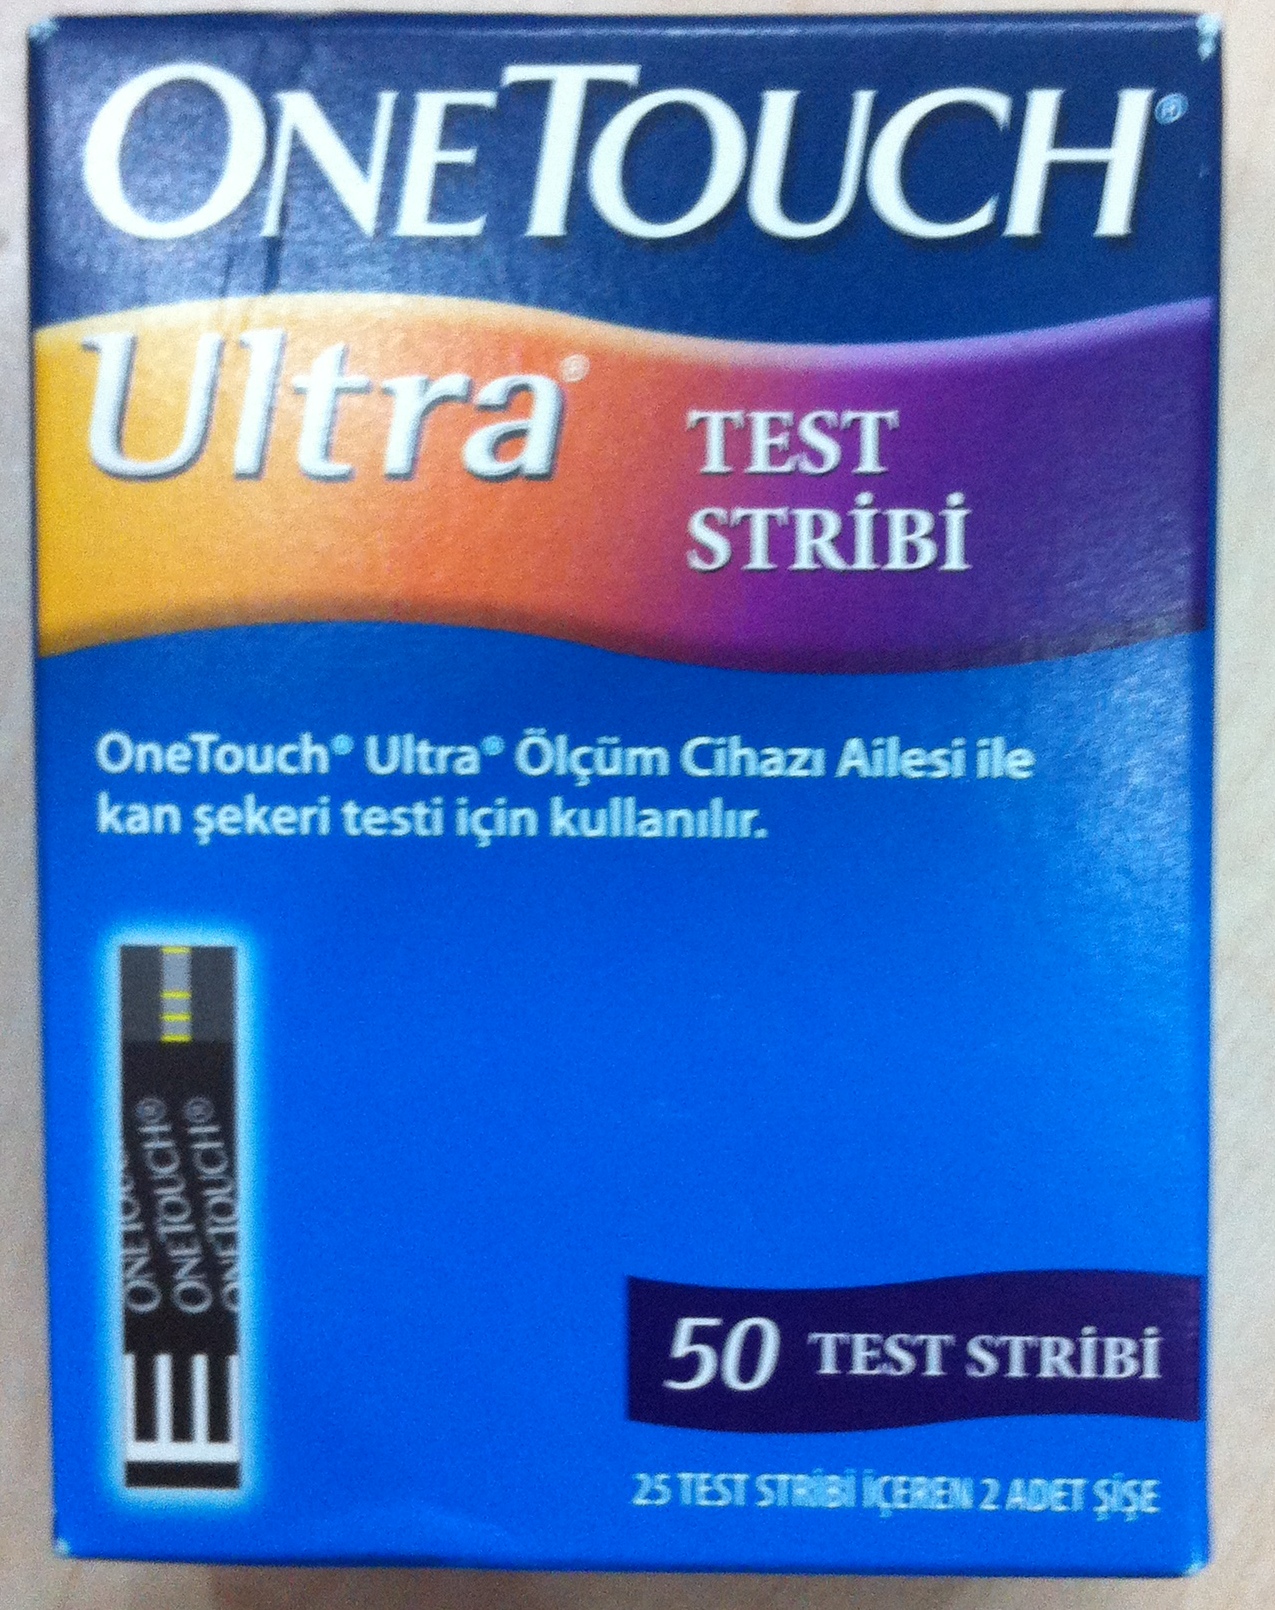 ONETOUCH®
Ultra®
TEST
STRİBİ
OneTouch® Ultra® Ölçüm Cihazı Ailesi ile
kan şekeri testi için kullanılır.
ONETOUCH®
ONETOUCH®
50 TEST STRİBİ
25 TEST STRİBİ İÇEREN 2 ADET ŞİŞE